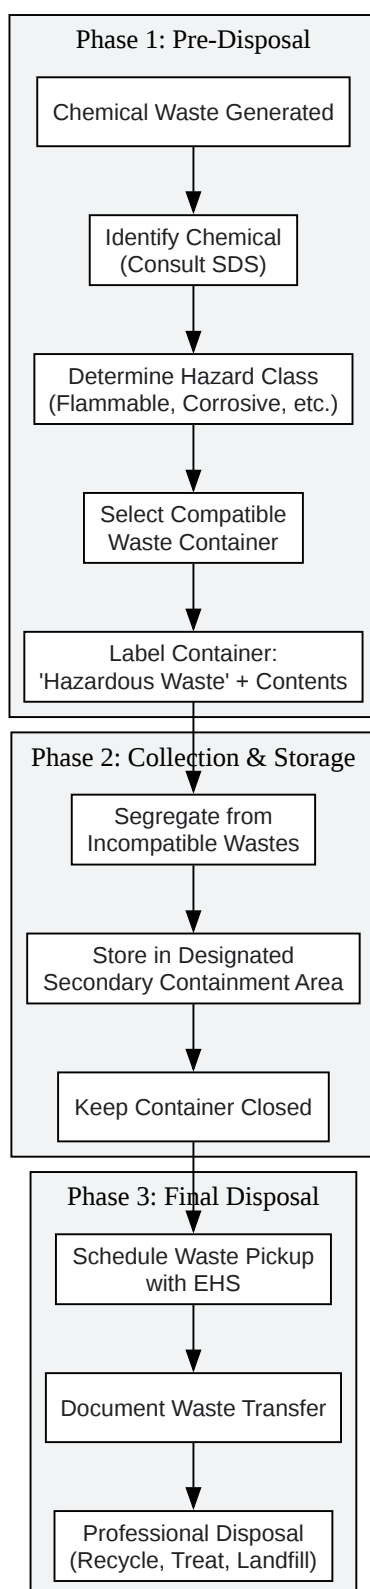 Phase 1: Pre-Disposal
Chemical Waste Generated
Identify Chemical
(Consult SDS)
Determine Hazard Class
(Flammable, Corrosive, etc.)
Select Compatible
Waste Container
Label Container:
'Hazardous Waste' + Contents
Phase 2: Collection & Storage
Segregate from
Incompatible Wastes
Store in Designated
Secondary Containment Area
Keep Container Closed
Phase 3: Final Disposal
Schedule Waste Pickup
with EHS
Document Waste Transfer
Professional Disposal
(Recycle, Treat, Landfill)